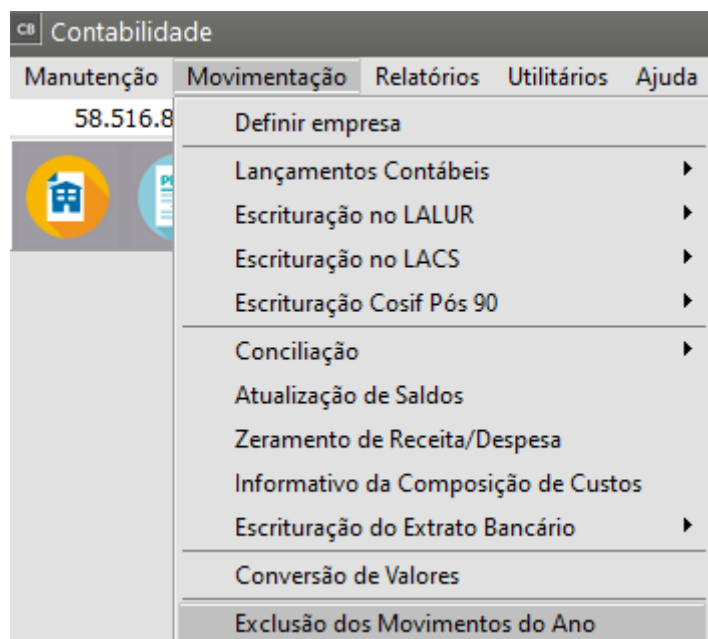 CB Contabilidade
Manutenção Movimentação Relatórios Utilitários Ajuda
58.516.8
Definir empresa
Lançamentos Contábeis
Escrituração no LALUR
Escrituração no LACS
Escrituração Cosif Pós 90
Conciliação
Atualização de Saldos
Zeramento de Receita/Despesa
Informativo da Composição de Custos
Escrituração do Extrato Bancário
Conversão de Valores
Exclusão dos Movimentos do Ano